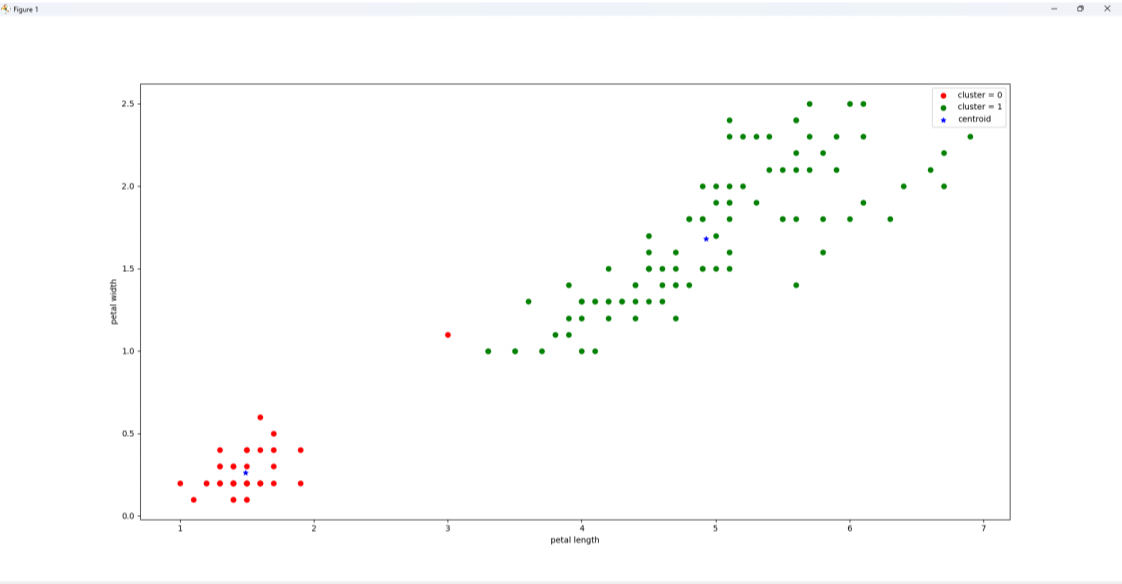 Figure 1
cluster = 0
cluster = 1
centroid
2.5
2.0
1.5
1.0
0.5
0.0
petal width
1 2 3 4 5 6 7
petal length